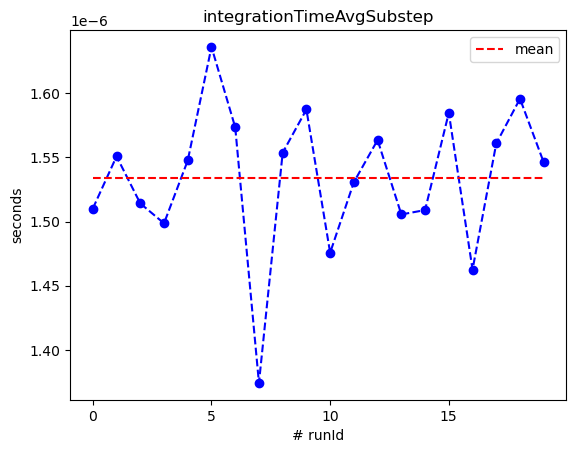 integrationTimeAvgSubstep
1e−6
mean
1.60
1.55
1.50
1.45
1.40
seconds
0 5 10 15
# runId